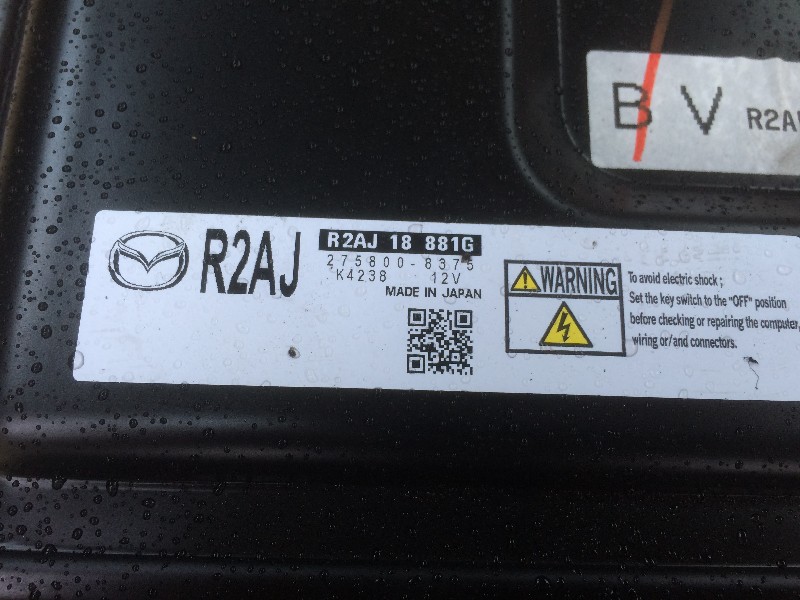 B V
R2AJ
R2AJ 18 881G
275800-8375
K4238 12V
MADE IN JAPAN
WARNING
To avoid electric shock ;
Set the key switch to the "OFF" position
before checking or repairing the computer,
wiring or/and connectors.